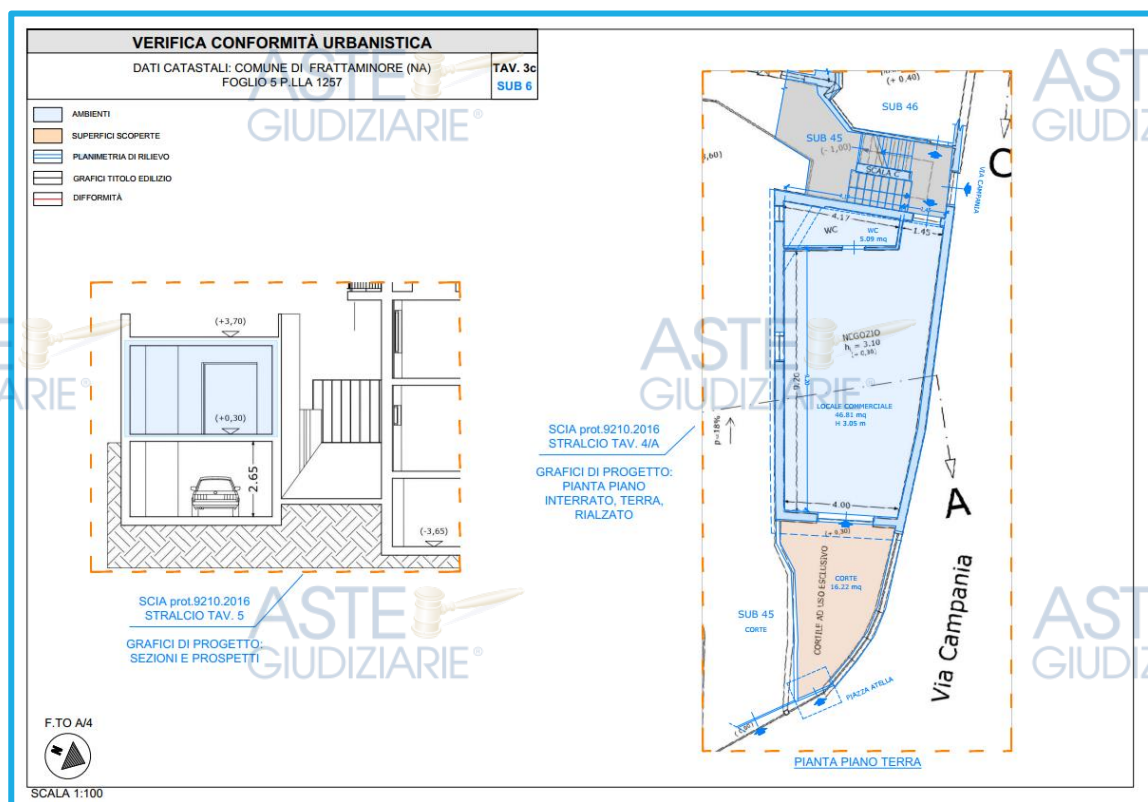 VERIFICA CONFORMITÀ URBANISTICA
DATI CATASTALI: COMUNE DI FRATTAMINORE (NA)
FOGLIO 5 P.LLA 1257
TAV. 3c
SUB 6
AMBIENTI
SUPERFICI SCOPERTE
PLANIMETRIA DI RILIEVO
GRAFICI TITOLO EDILIZIO
DIFFORMITÀ
ASTE
GIUDIZIARIE®
(+3,70)
(+0,30)
2.65
(-3,65)
SCIA prot.9210.2016
STRALCIO TAV. 5
GRAFICI DI PROGETTO:
SEZIONI E PROSPETTI
SCIA prot.9210.2016
STRALCIO TAV. 4/A
GRAFICI DI PROGETTO:
PIANTA PIANO
INTERRATO, TERRA,
RIALZATO
(+ 0,40)
SUB 46
SUB 45
(- 1,00)
SCALA C
VIA CAMPANIA
C
4.17
1.45
WC
WC
5.09 mq
NEGOZIO
h = 3.10
9.20
LOCALE COMMERCIALE
46.81 mq
H 3.05 m
p=18%
4.00
A
(+ 0,30)
CORTILE AD USO ESCLUSIVO
CORTE
16.22 mq
SUB 45
CORTE
Via Campania
PIAZZA ATELLA
PIANTA PIANO TERRA
F.TO A/4
N
SCALA 1:100